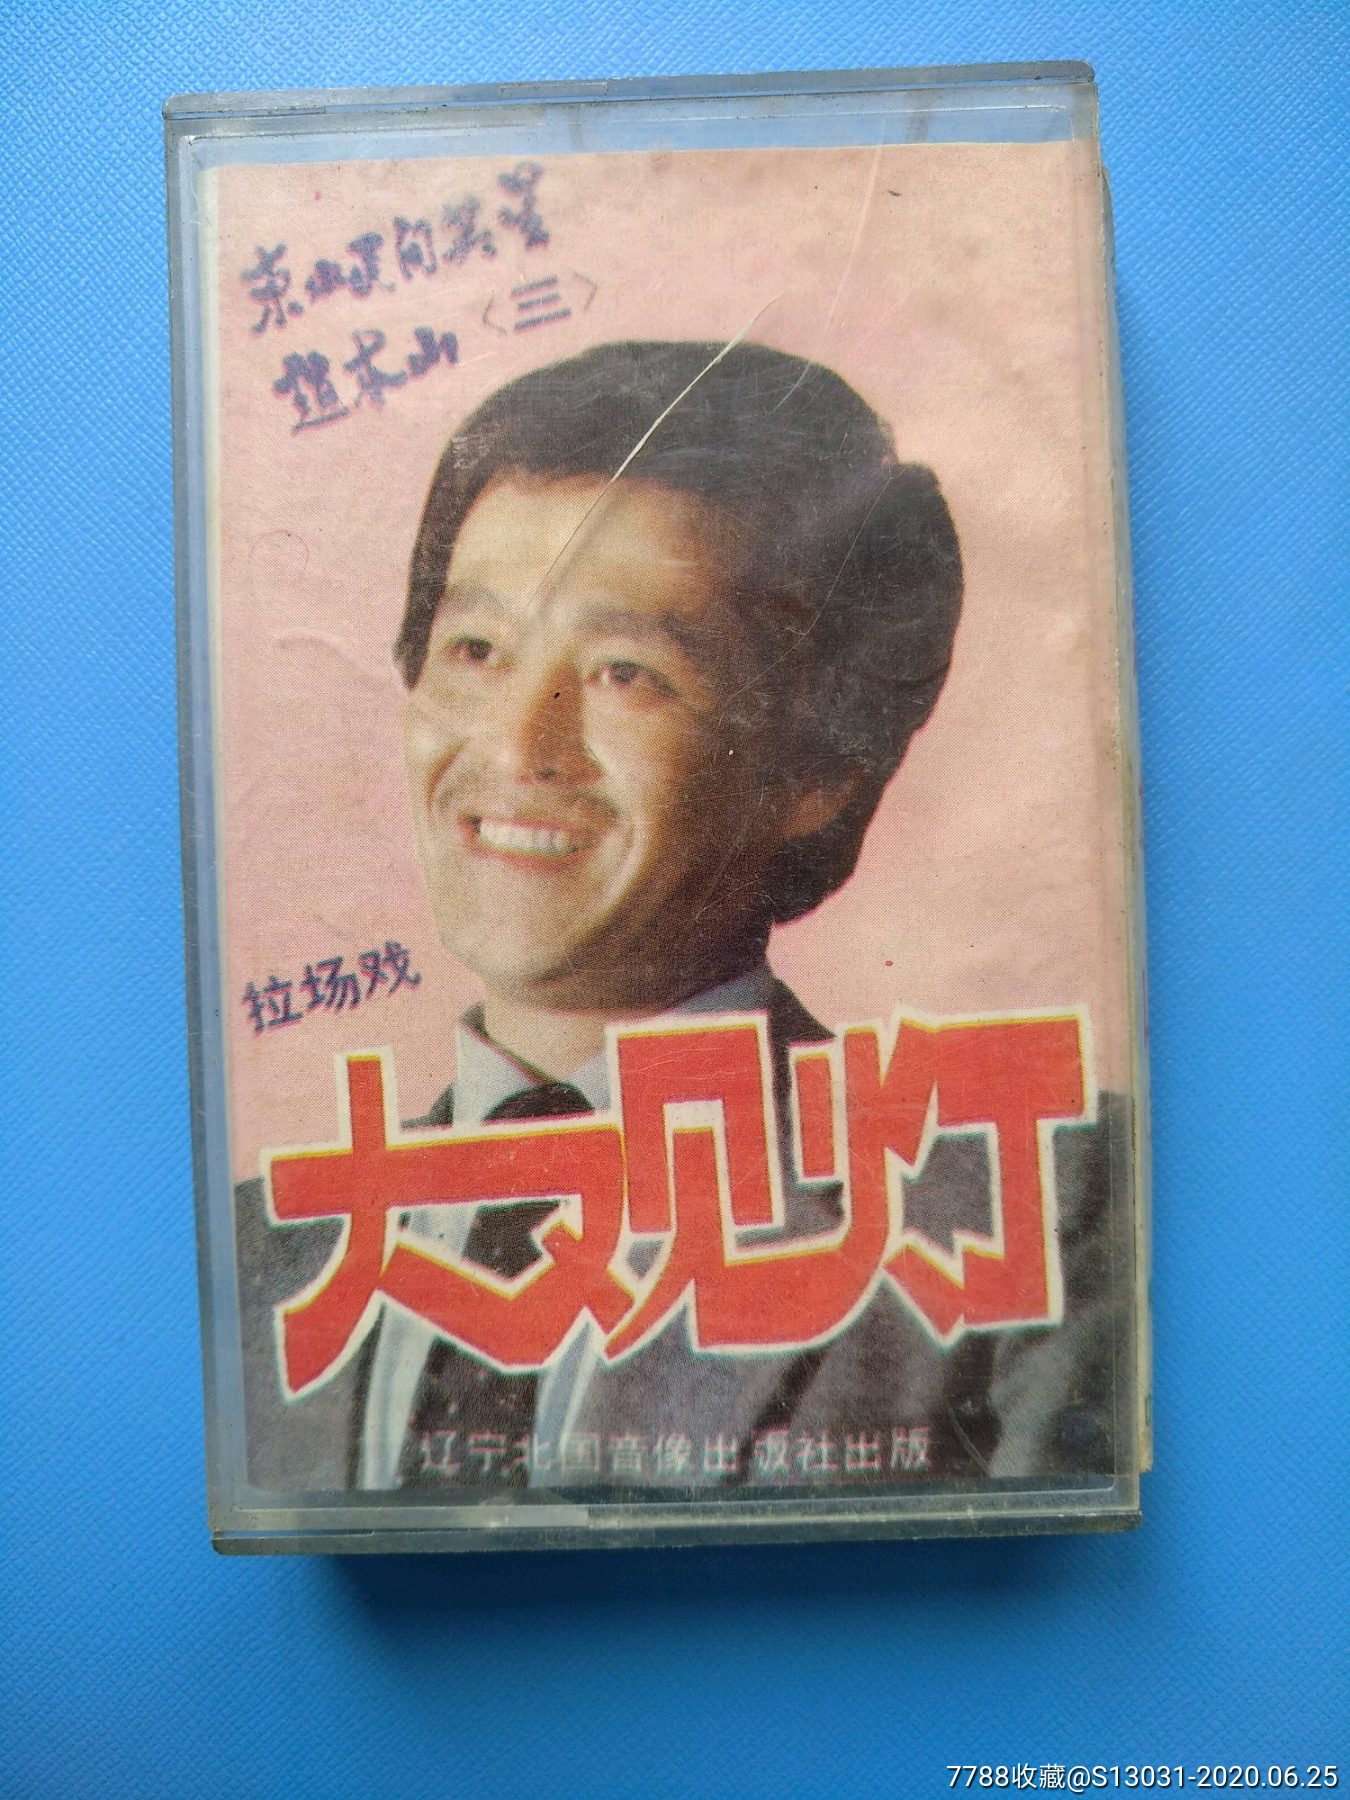 东北民间笑星
赵本山〈三〉
拉场戏
大观灯
辽宁北国音像出版社出版
7788收藏@S13031-2020.06.25